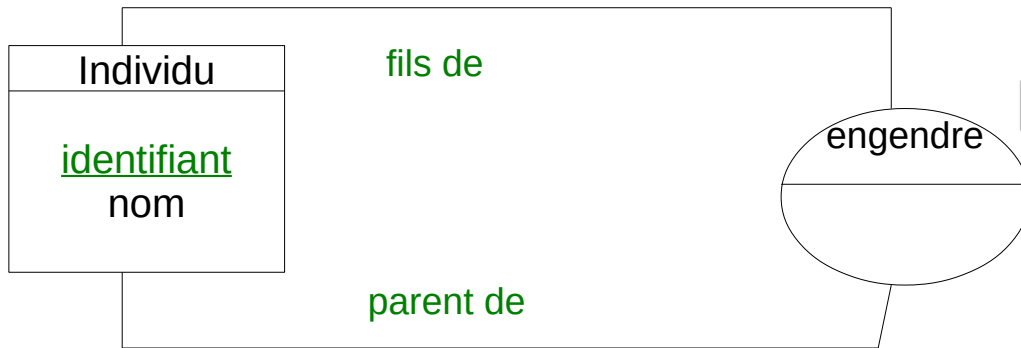 fils de
Individu
engendre
identifiant
nom
parent de